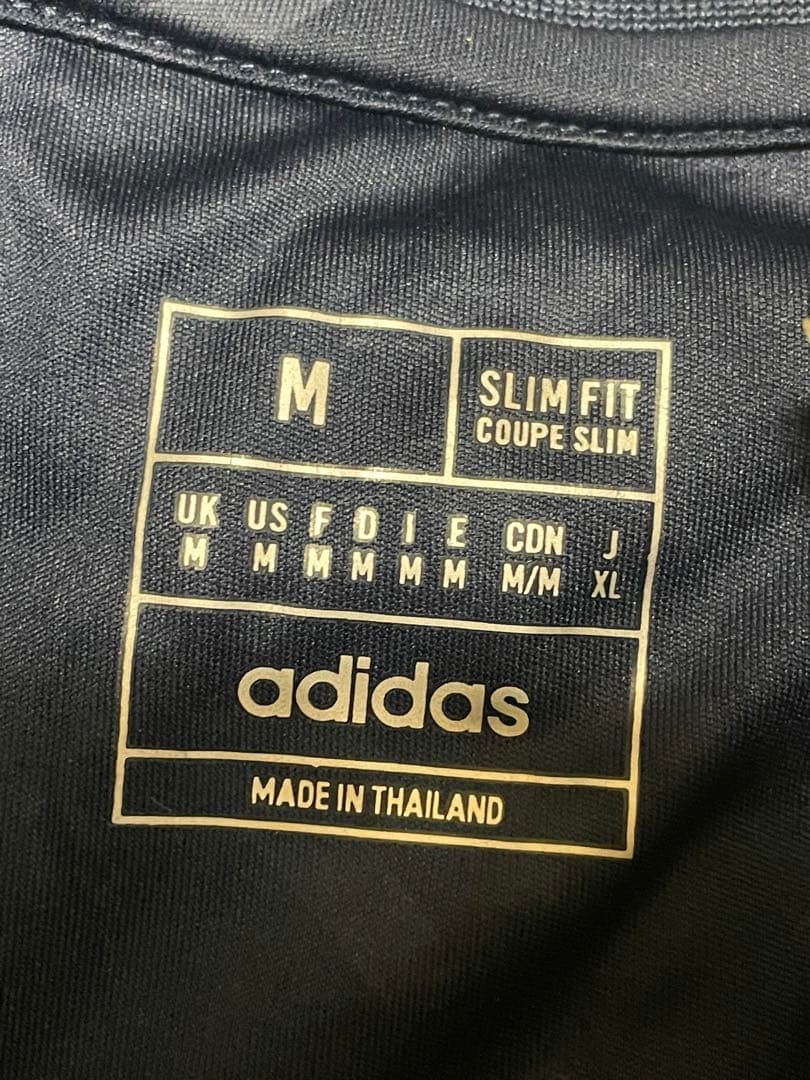 M
SLIM FIT
COUPE SLIM
UK US F D I E CDN J
M M M M M M M/M XL
adidas
MADE IN THAILAND